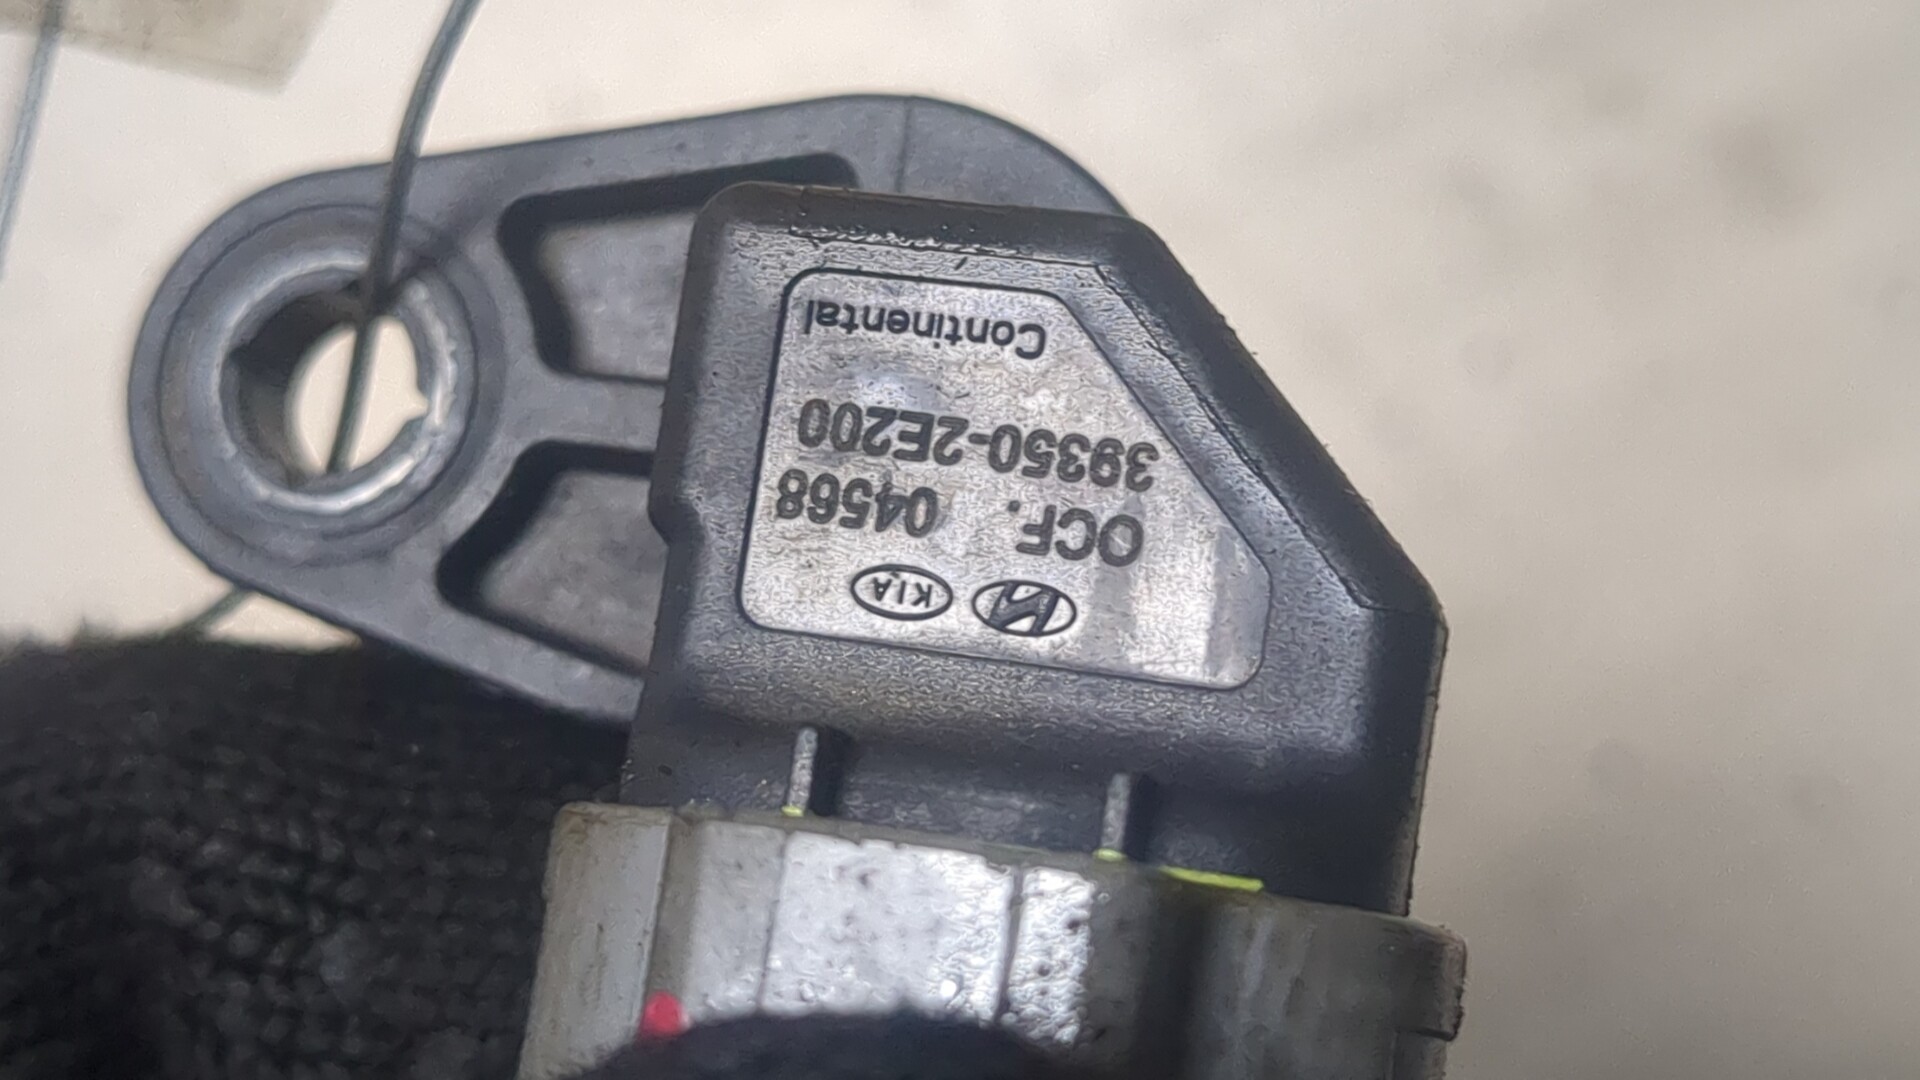 KIA
OCF. 04568
39350-2E200
Continental